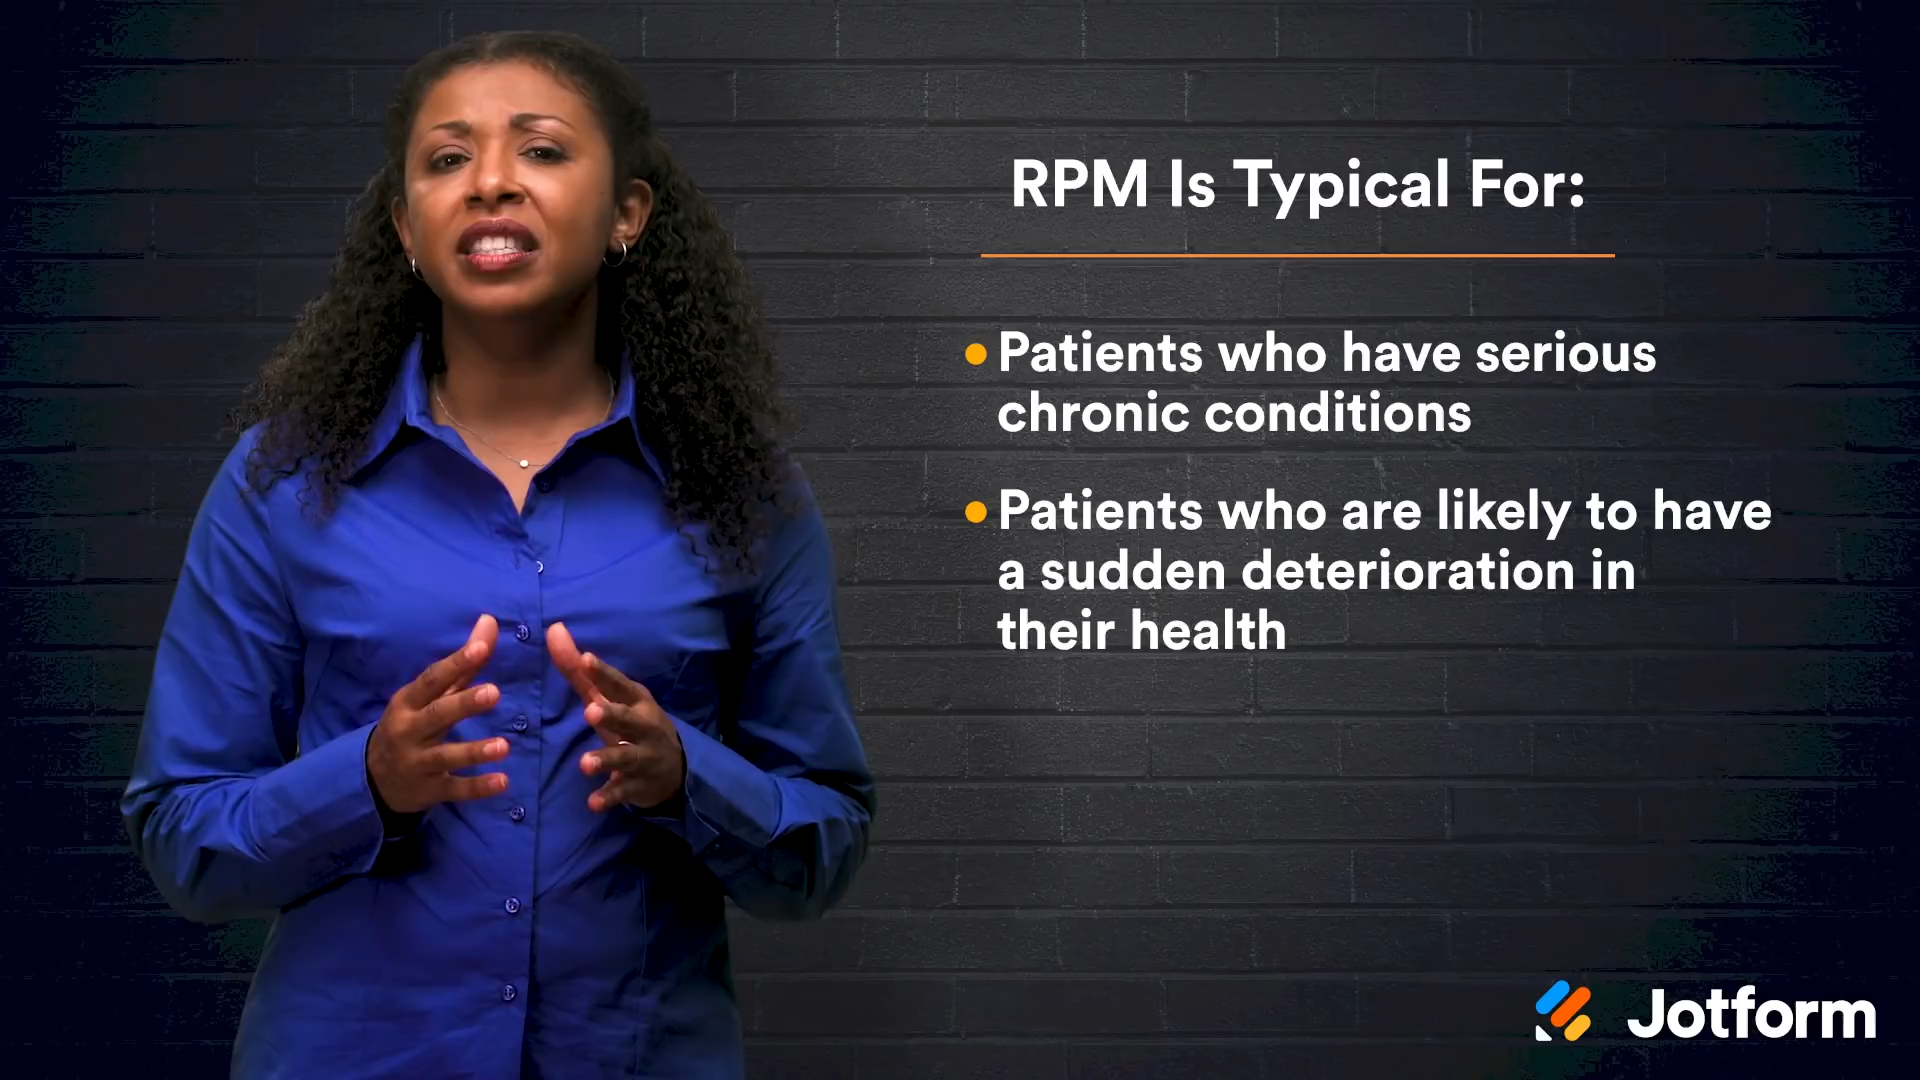 RPM Is Typical For:
• Patients who have serious
chronic conditions
• Patients who are likely to have
a sudden deterioration in
their health
Jotform